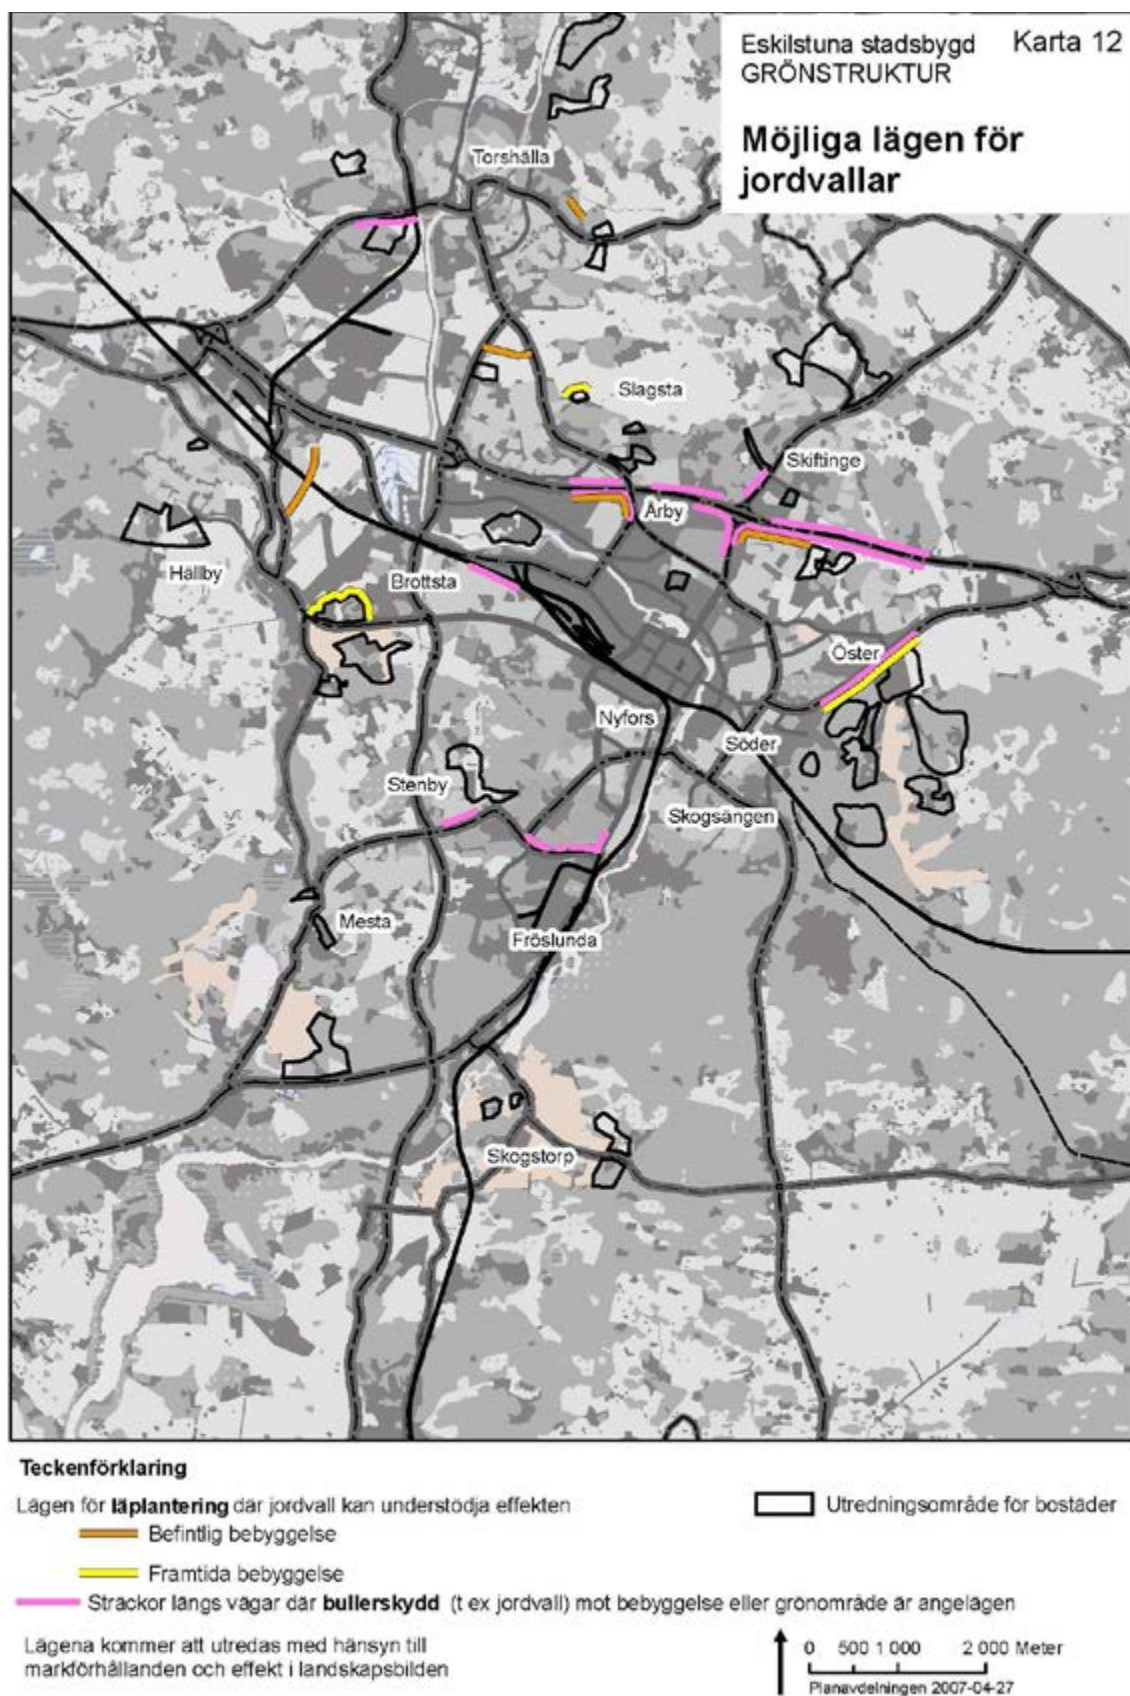 Eskilstuna stadsbygd Karta 12
GRÖNSTRUKTUR
Möjliga lägen för
jordvallar
Torshälla
Slagsta
Skiftinge
Årby
Hällby
Brottsta
Öster
Nyfors
Söder
Stenby
Skogsängen
Mesta
Fröslunda
Skogstorp
Teckenförklaring
Lägen för läplantering där jordvall kan understödja effekten
Befintlig bebyggelse
Framtida bebyggelse
Utredningsområde för bostäder
Sträckor längs vägar där bullerskydd (t ex jordvall) mot bebyggelse eller grönområde är angelägen
Lägena kommer att utredas med hänsyn till
markförhållanden och effekt i landskapsbilden
0 500 1 000 2 000 Meter
Planavdelningen 2007-04-27